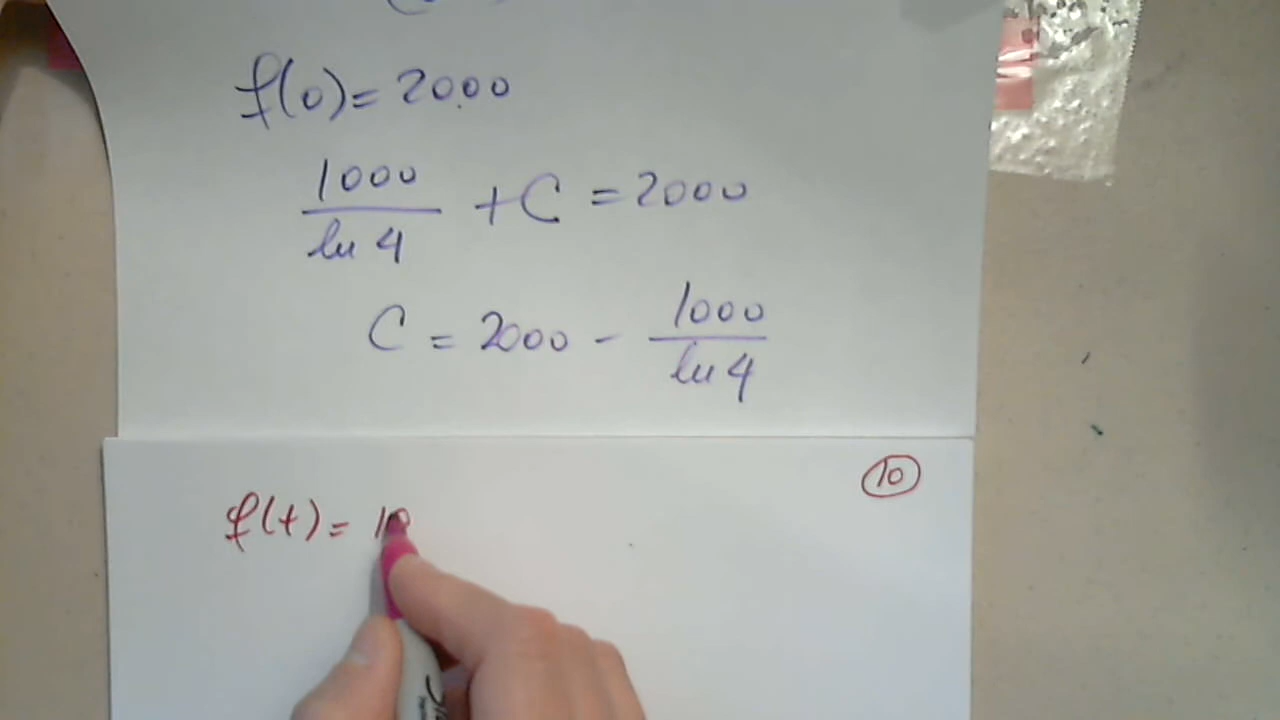 f(0) = 2000
1000/ln 4 + C = 2000
C = 2000 - 1000/ln 4
10
f(t) = 10